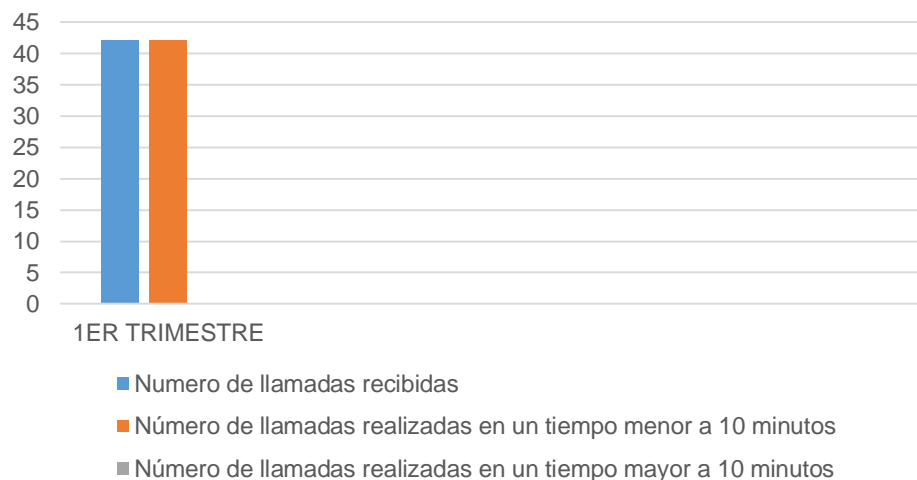 45
40
35
30
25
20
15
10
5
0
1ER TRIMESTRE
Numero de llamadas recibidas
Número de llamadas realizadas en un tiempo menor a 10 minutos
Número de llamadas realizadas en un tiempo mayor a 10 minutos